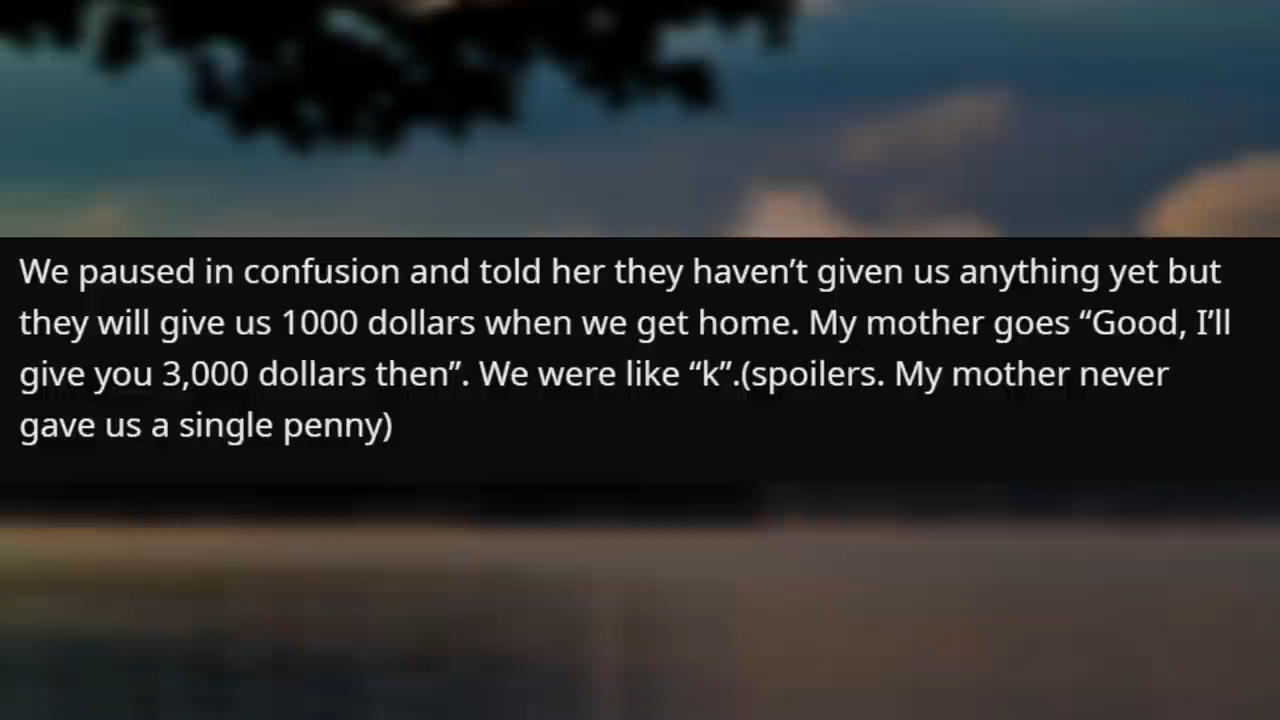 We paused in confusion and told her they haven’t given us anything yet but
they will give us 1000 dollars when we get home. My mother goes “Good, I’ll
give you 3,000 dollars then”. We were like “k”.(spoilers. My mother never
gave us a single penny)